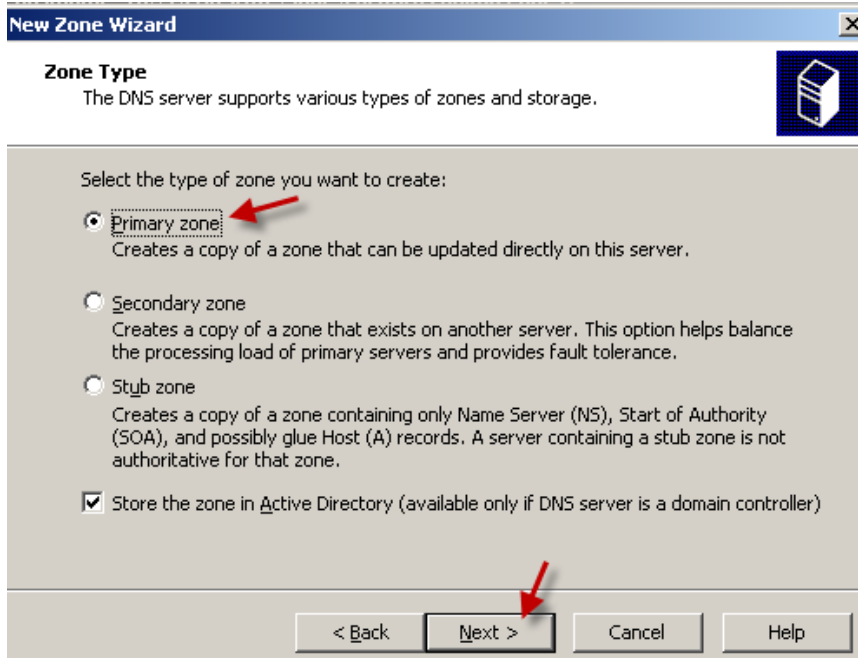 New Zone Wizard
Zone Type
The DNS server supports various types of zones and storage.
Select the type of zone you want to create:
Primary zone
Creates a copy of a zone that can be updated directly on this server.
Secondary zone
Creates a copy of a zone that exists on another server. This option helps balance
the processing load of primary servers and provides fault tolerance.
Stub zone
Creates a copy of a zone containing only Name Server (NS), Start of Authority
(SOA), and possibly glue Host (A) records. A server containing a stub zone is not
authoritative for that zone.
Store the zone in Active Directory (available only if DNS server is a domain controller)
< Back Next > Cancel Help